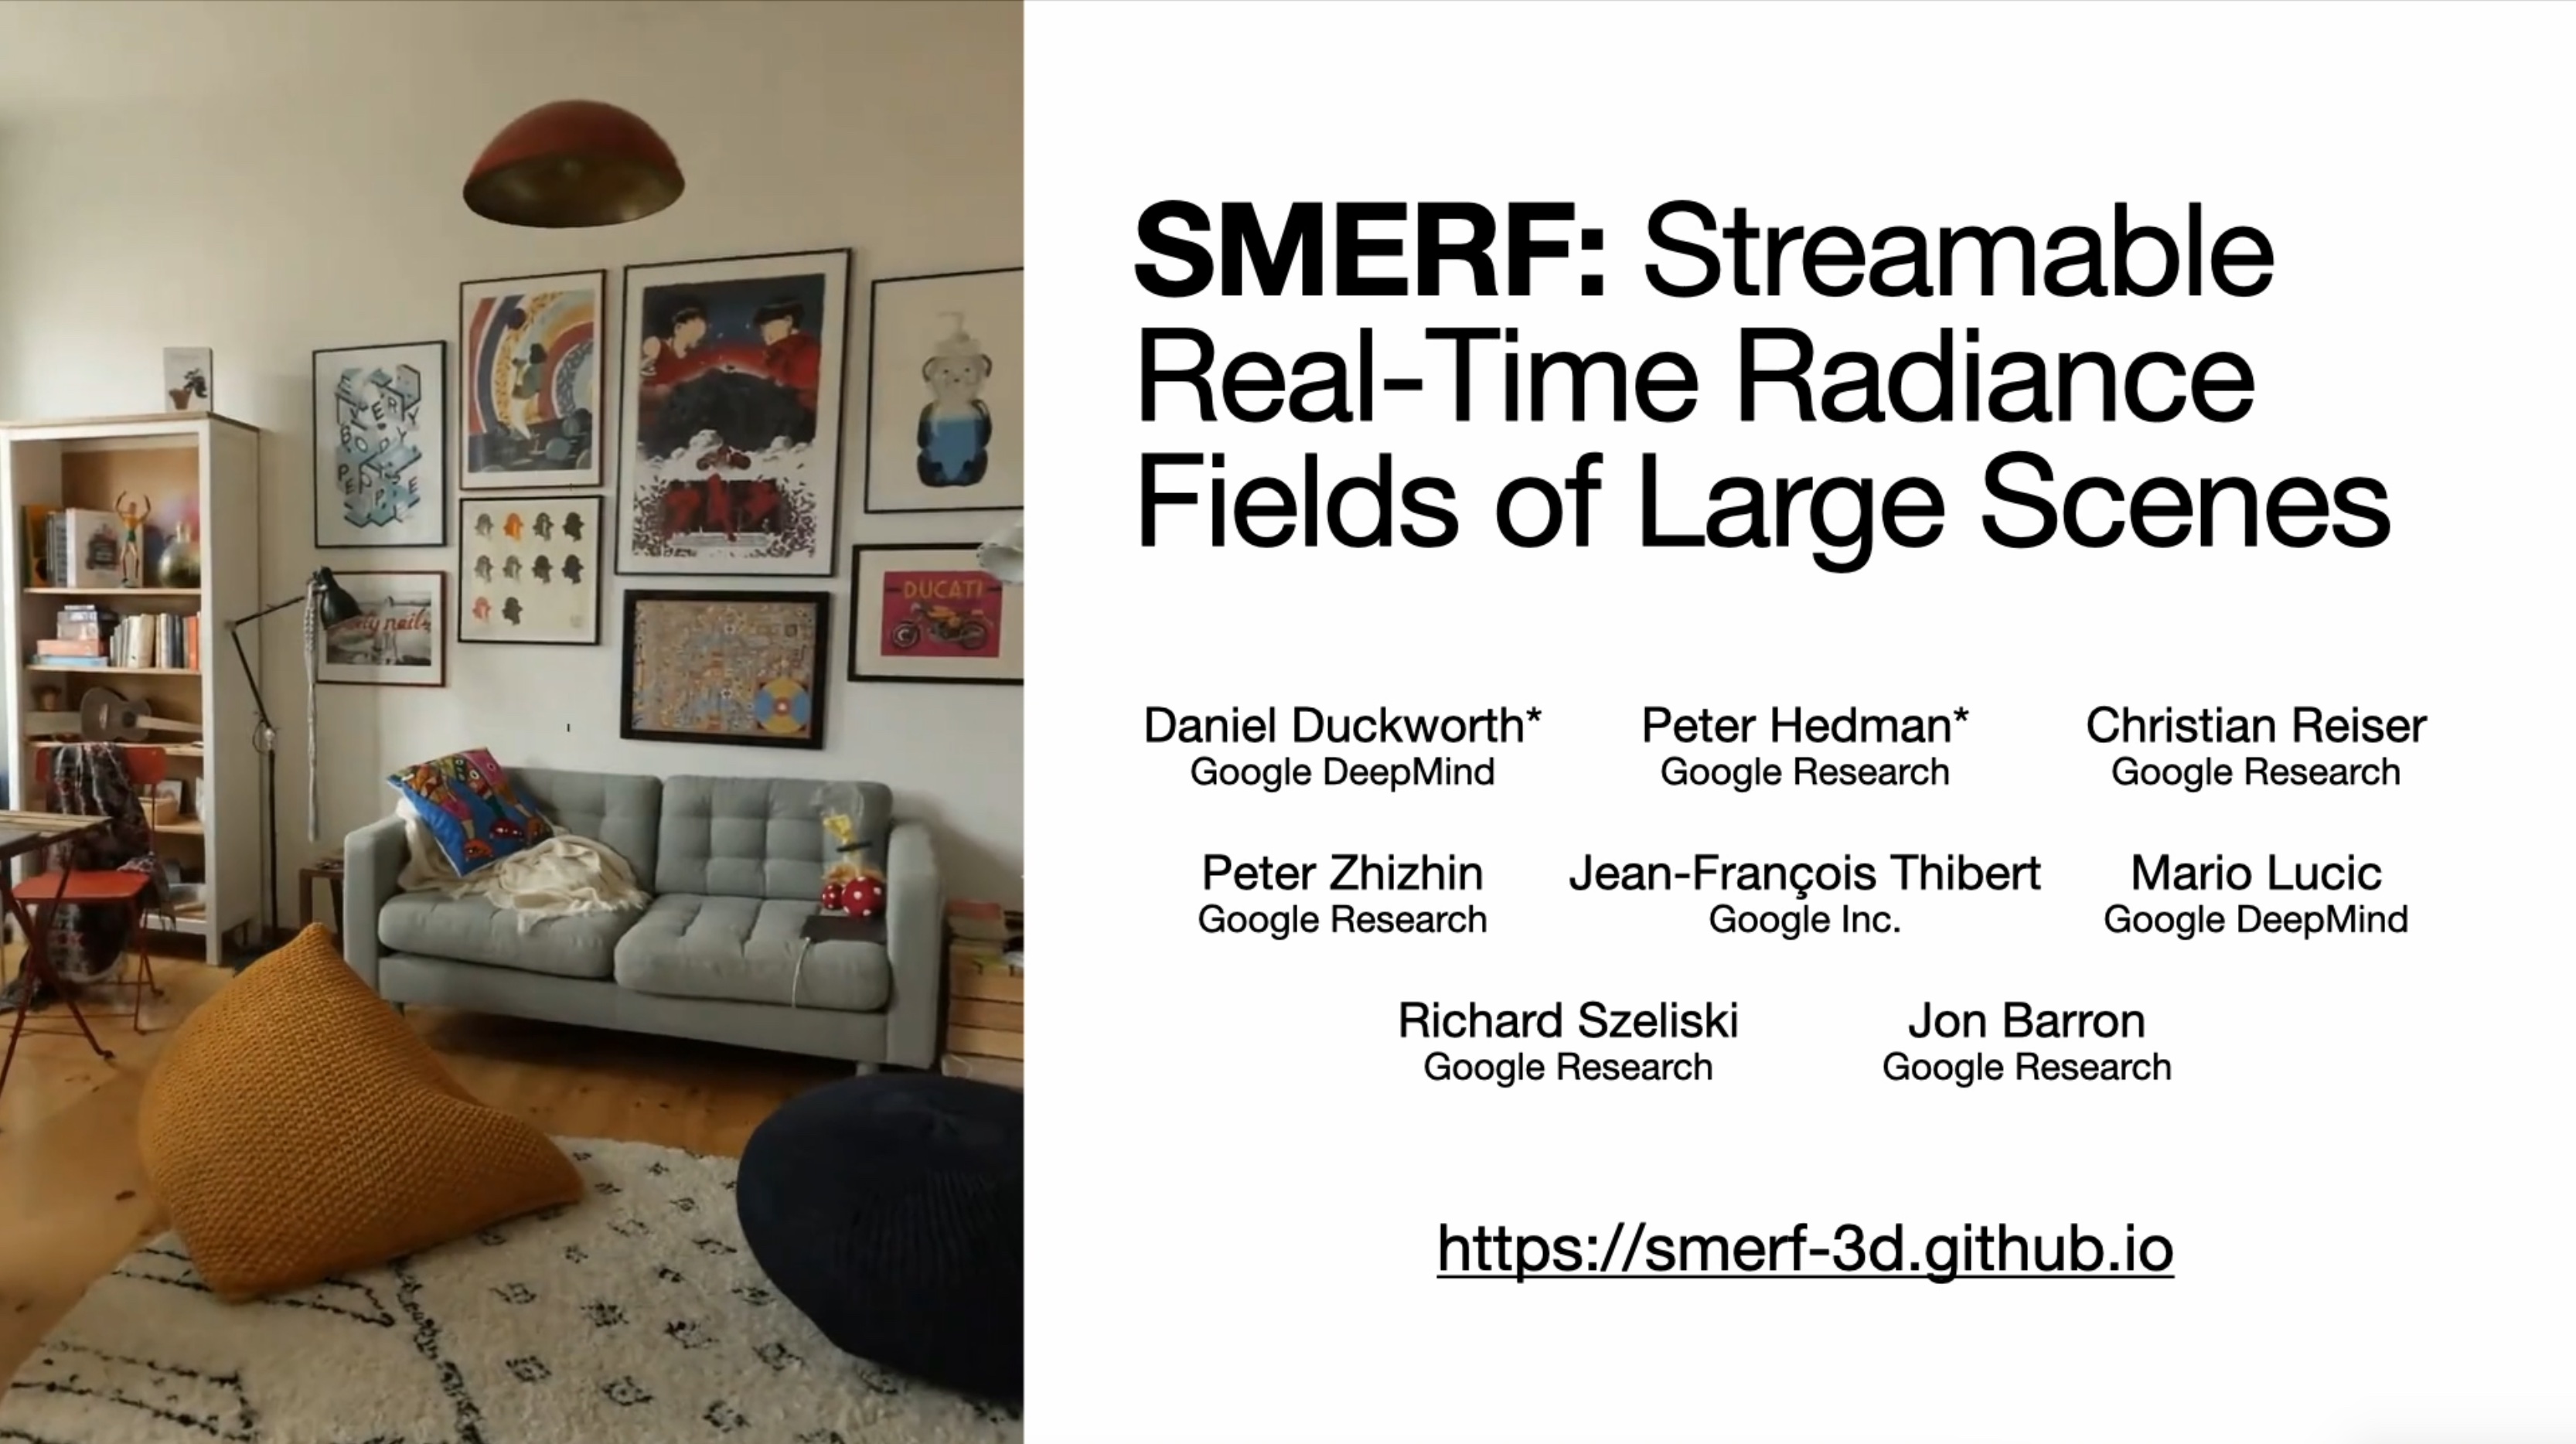 SMERF: Streamable
Real-Time Radiance
Fields of Large Scenes
Daniel Duckworth*
Google DeepMind
Peter Hedman*
Google Research
Christian Reiser
Google Research
Peter Zhizhin
Google Research
Jean-François Thibert
Google Inc.
Mario Lucic
Google DeepMind
Richard Szeliski
Google Research
Jon Barron
Google Research
https://smerf-3d.github.io
DUCATI